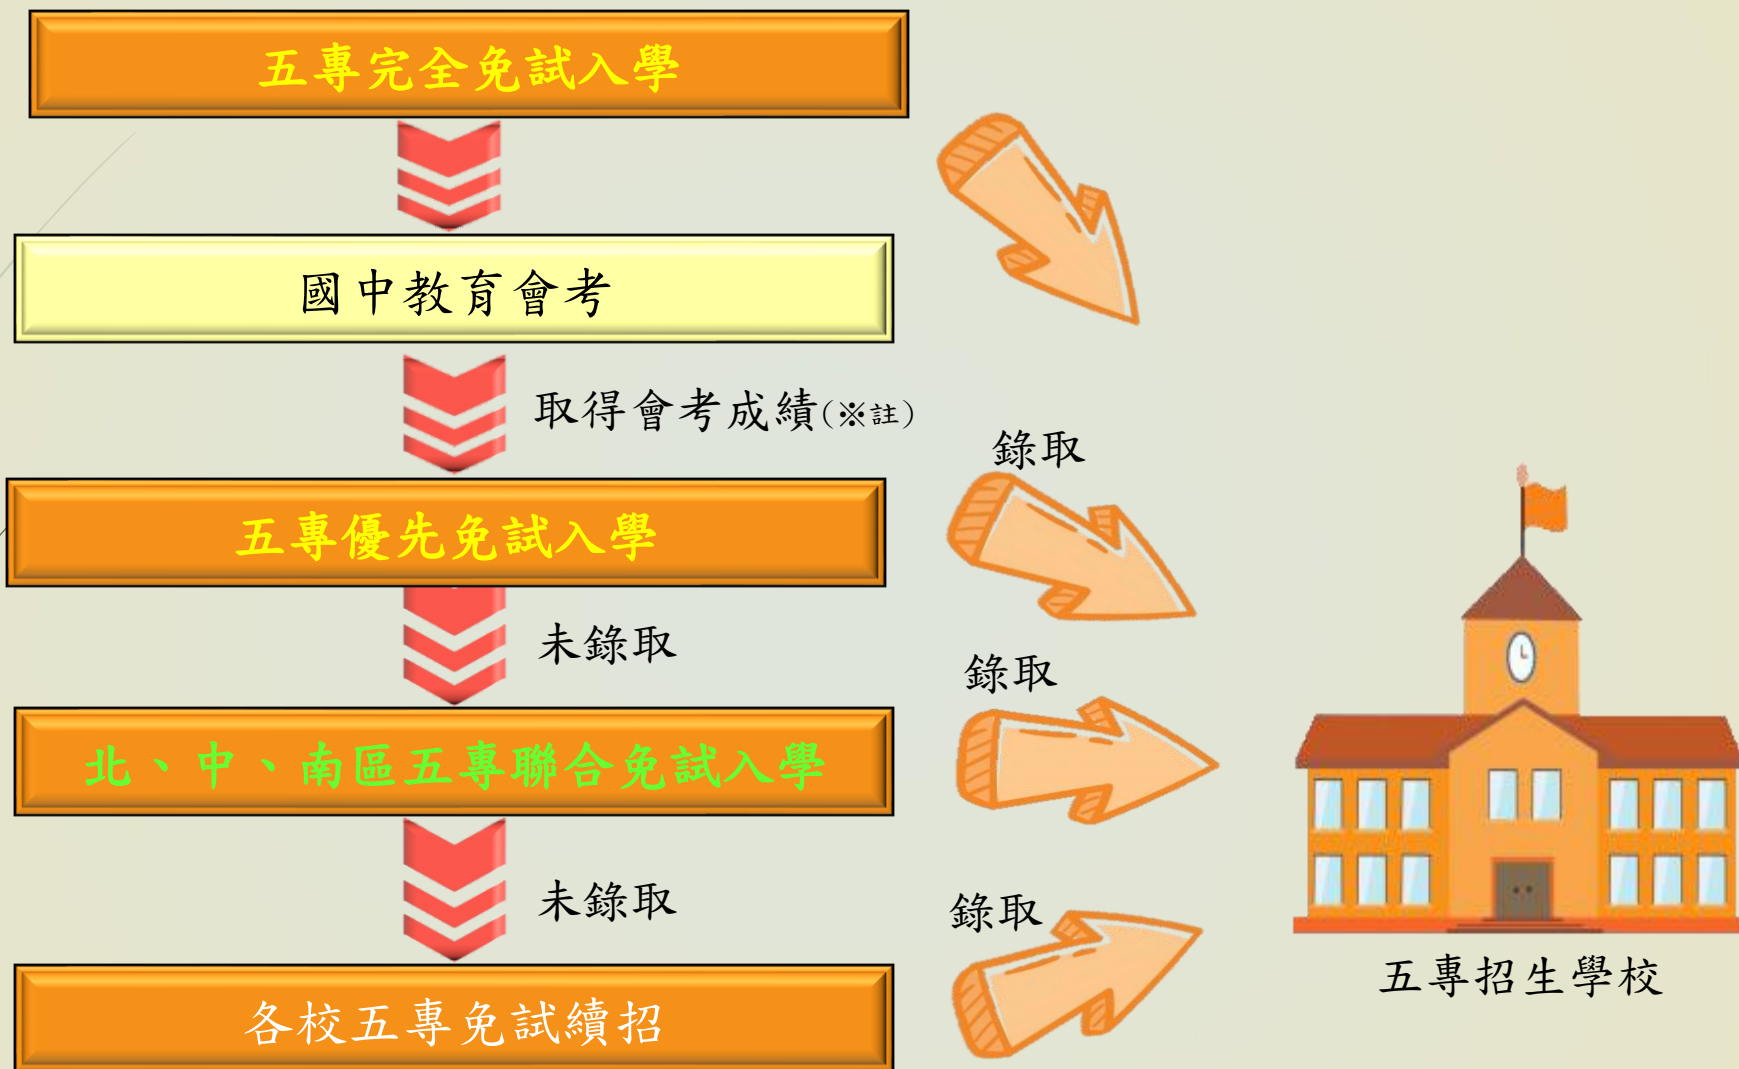 五專完全免試入學
國中教育會考
取得會考成績(※註)
錄取
五專優先免試入學
未錄取
錄取
北、中、南區五專聯合免試入學
未錄取
錄取
五專招生學校
各校五專免試續招